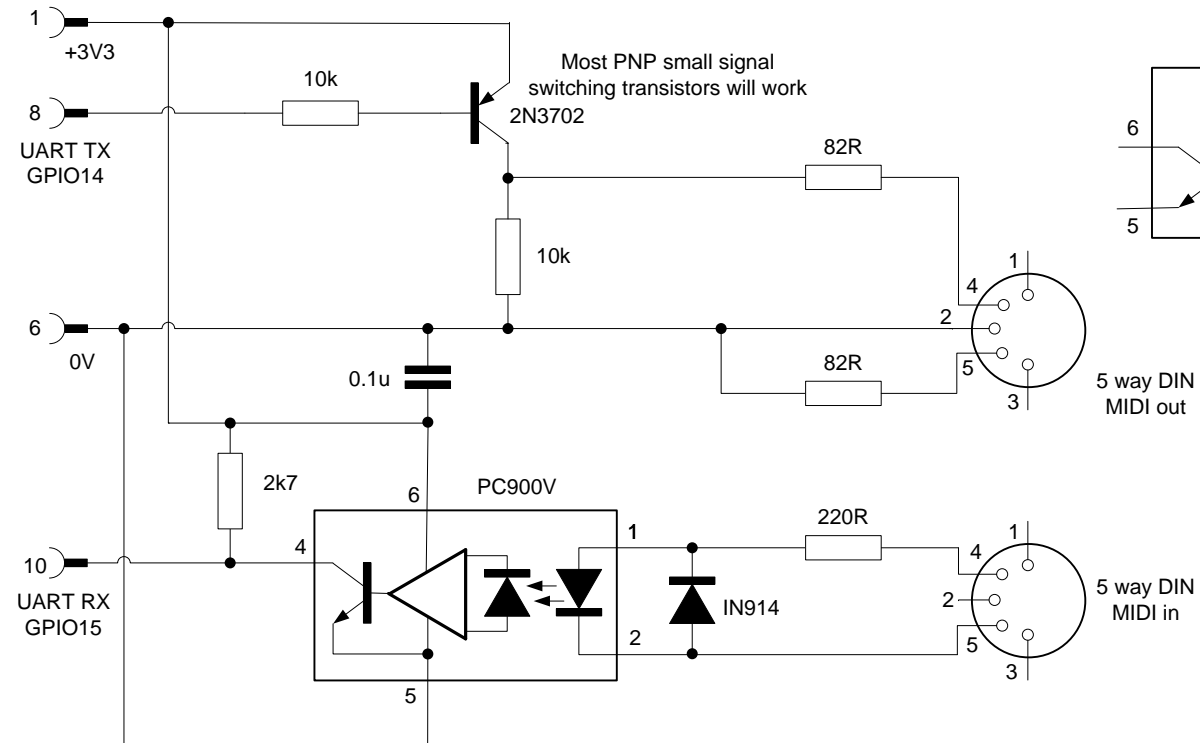 1
+3V3
Most PNP small signal
switching transistors will work
10k
2N3702
8
UART TX
GPIO14
82R
6
5
10k
1
4
2
5
3
6
0V
0.1u
82R
5 way DIN
MIDI out
2k7
6
PC900V
220R
1
4
1
10
UART RX
GPIO15
4
2
5 way DIN
MIDI in
IN914
2
5
3
5